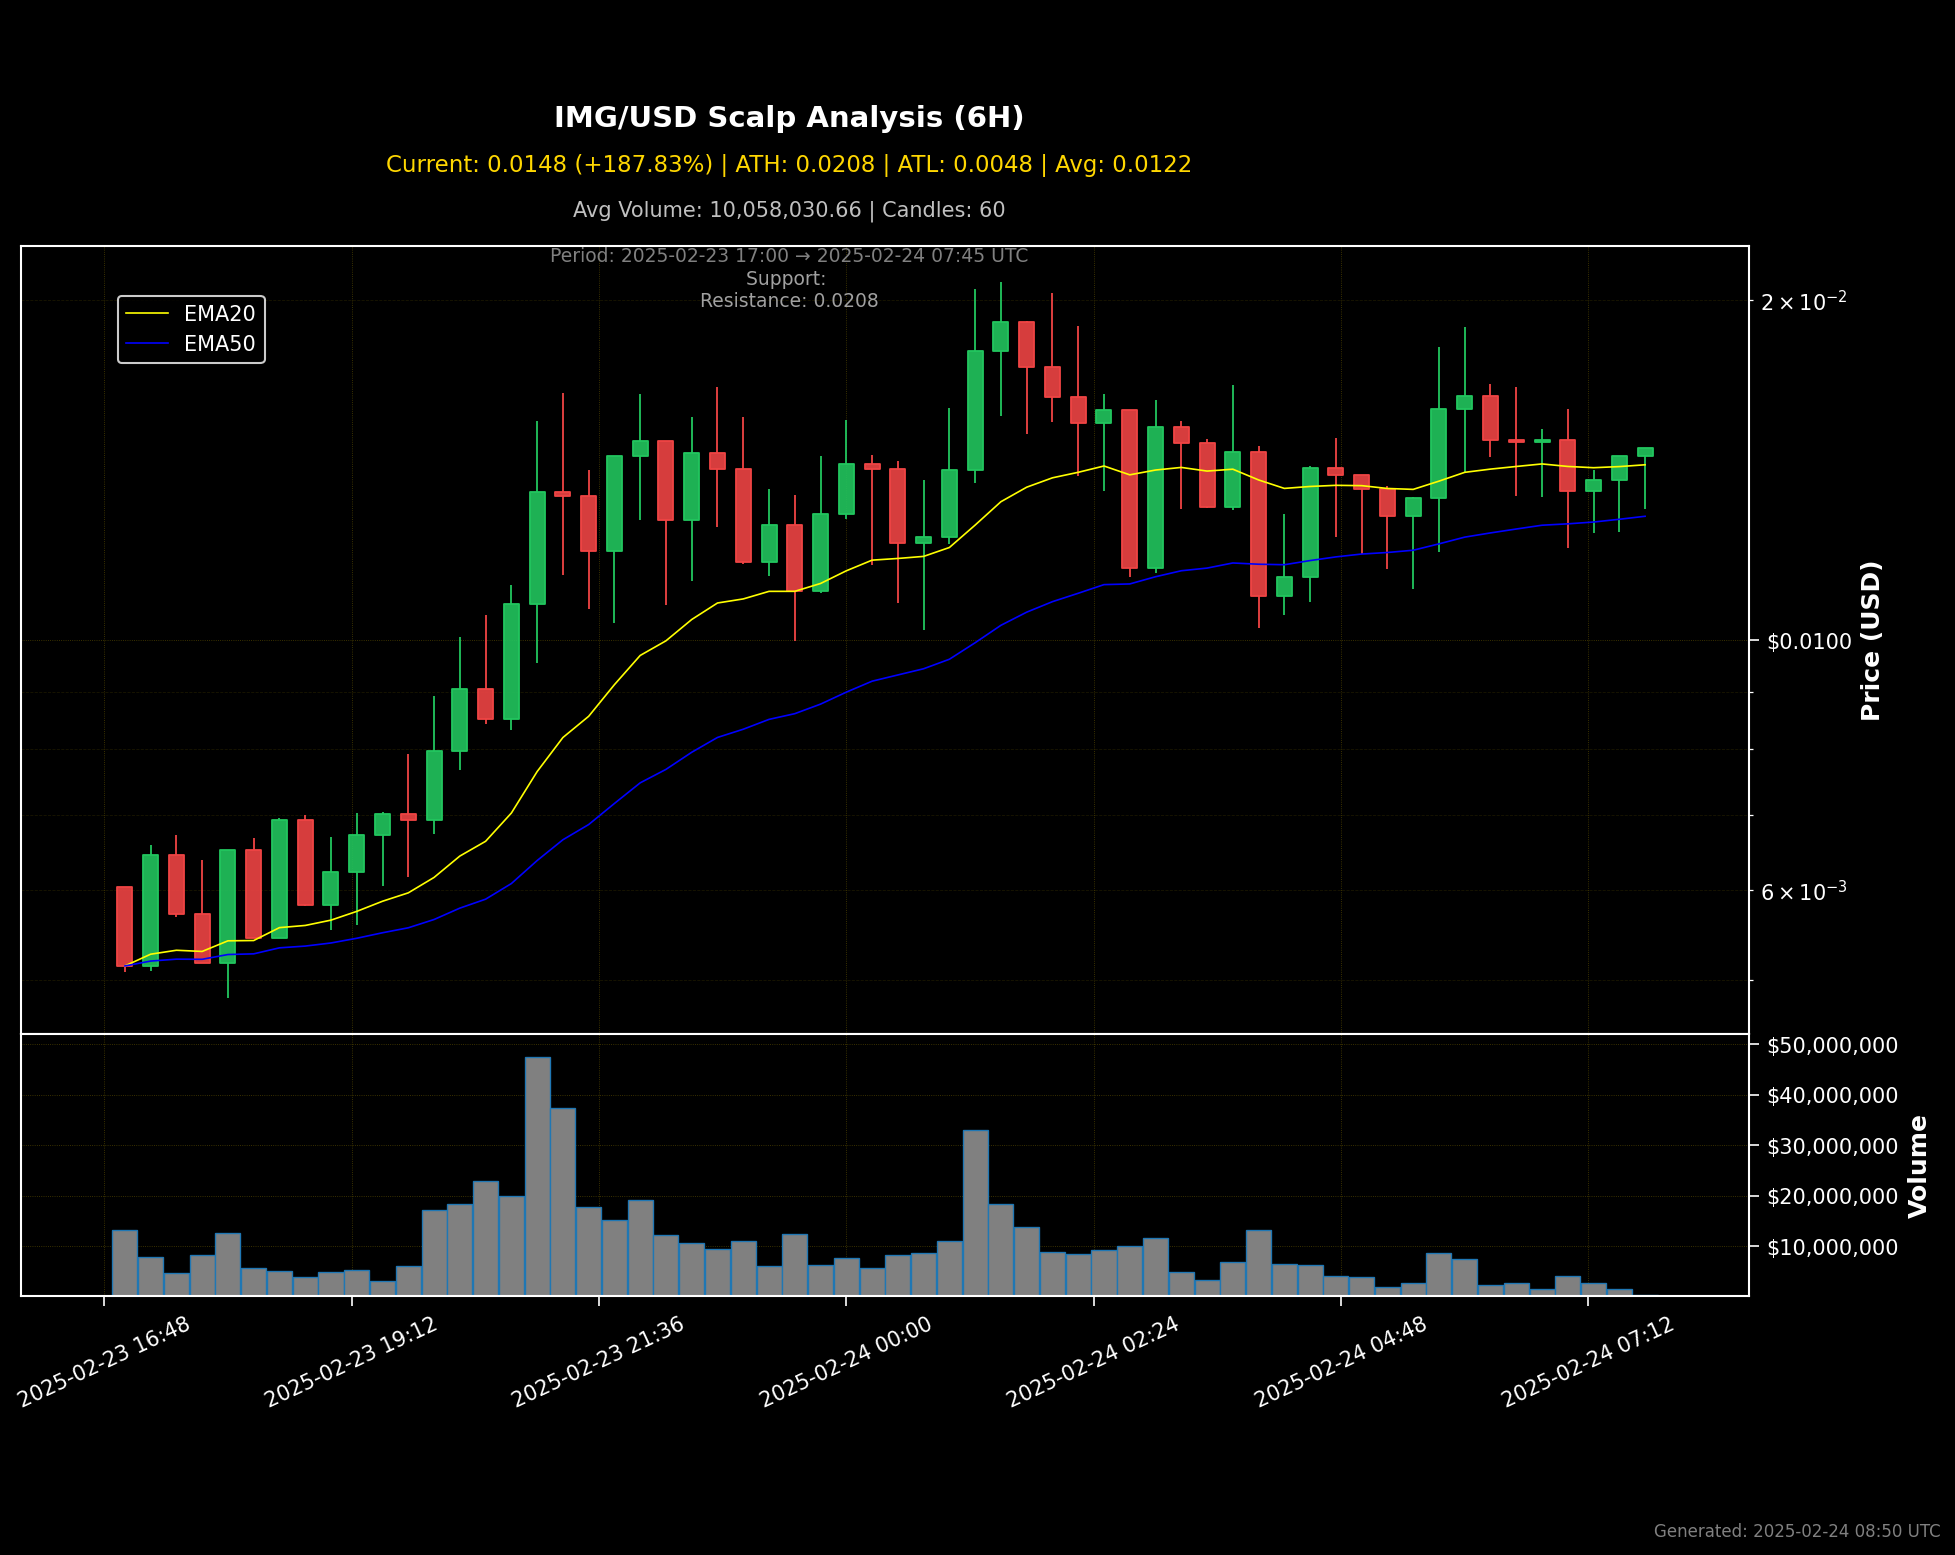 IMG/USD Scalp Analysis (6H)
Current: 0.0148 (+187.83%) | ATH: 0.0208 | ATL: 0.0048 | Avg: 0.0122
Avg Volume: 10,058,030.66 | Candles: 60
Period: 2025-02-23 17:00 → 2025-02-24 07:45 UTC
Support:
Resistance: 0.0208
EMA20
EMA50
2 × 10⁻²
$0.0100
6 × 10⁻³
Price (USD)
$50,000,000
$40,000,000
$30,000,000
$20,000,000
$10,000,000
Volume
2025-02-23 16:48
2025-02-23 19:12
2025-02-23 21:36
2025-02-24 00:00
2025-02-24 02:24
2025-02-24 04:48
2025-02-24 07:12
Generated: 2025-02-24 08:50 UTC